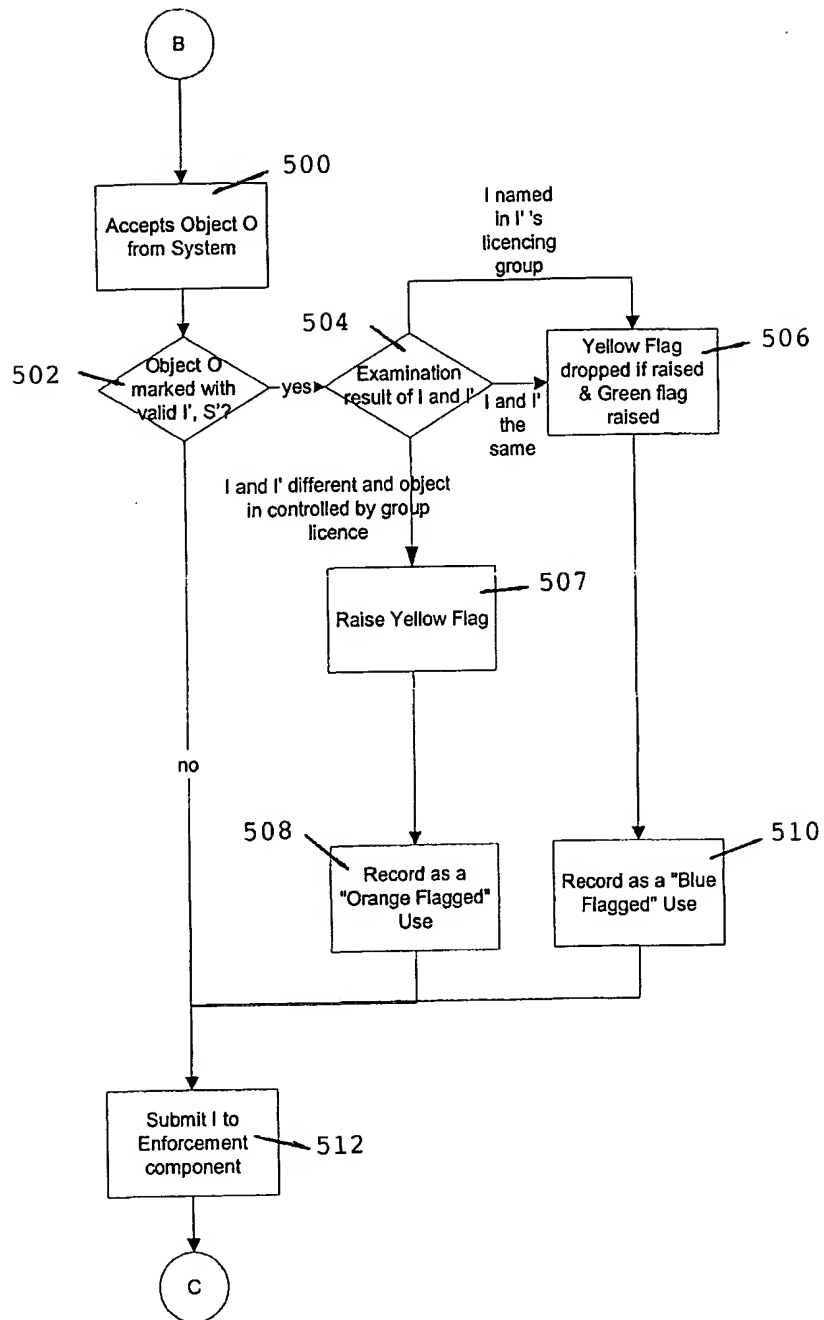 B
500
Accepts Object O
from System
I named
in I' 's
licencing
group
504
502
Object O
marked with
valid I', S'?
yes
Examination
result of I and I'
I and I'
the
same
Yellow Flag
dropped if raised
& Green flag
raised
506
I and I' different and object
in controlled by group
licence
507
Raise Yellow Flag
no
508
Record as a
"Orange Flagged"
Use
510
Record as a "Blue
Flagged" Use
Submit I to
Enforcement
component
512
C